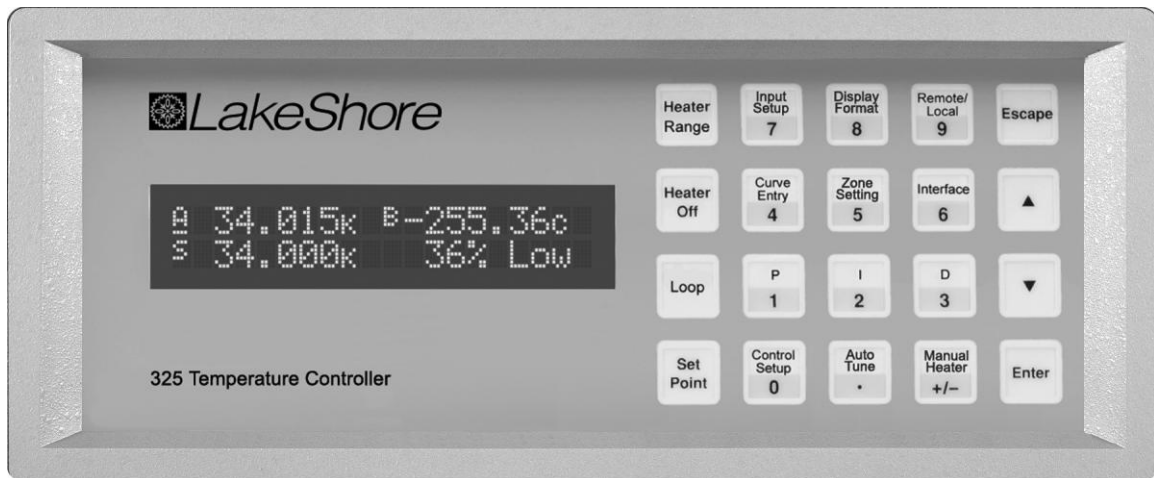 LakeShore
A 34.015K B-255.36C
S 34.000K 36% Low
325 Temperature Controller
Heater Range
Input Setup 7
Display Format 8
Remote/Local 9
Escape
Heater Off
Curve Entry 4
Zone Setting 5
Interface 6
▲
Loop
P 1
I 2
D 3
▼
Set Point
Control Setup 0
Auto Tune .
Manual Heater +/–
Enter